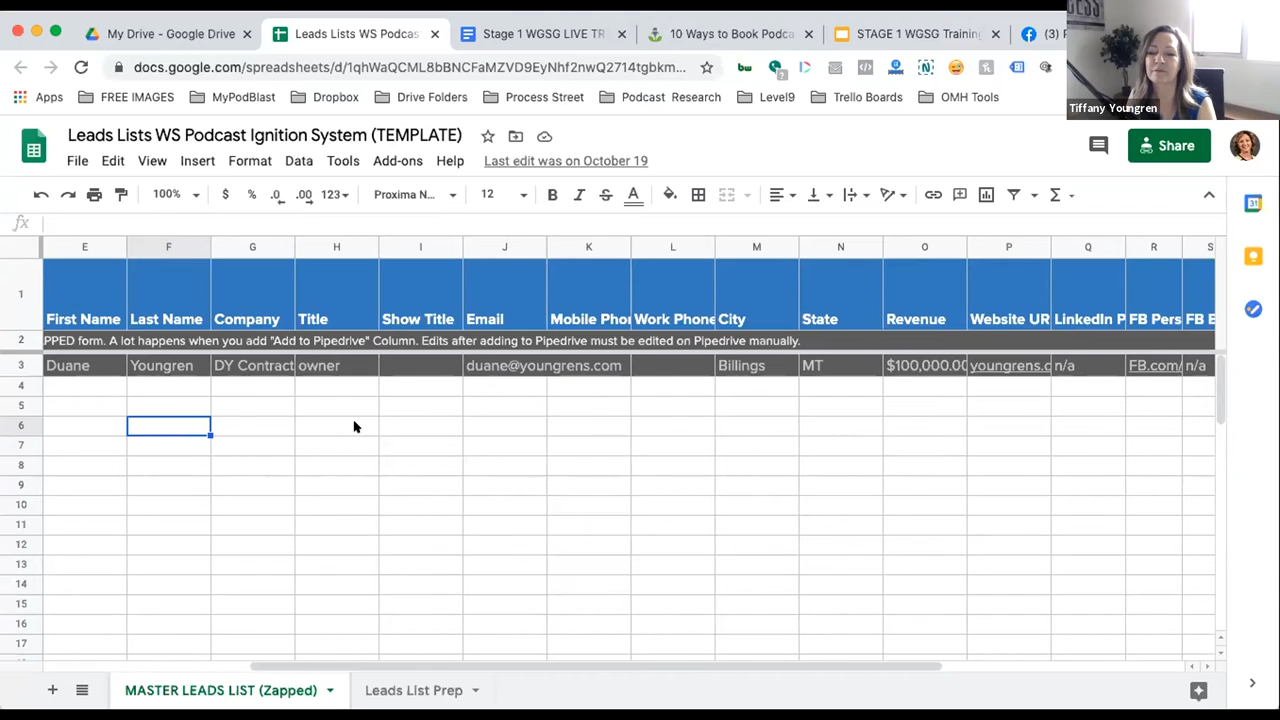 My Drive - Google Drive
Leads Lists WS Podcas
Stage 1 WGSG LIVE TR
10 Ways to Book Podca
STAGE 1 WGSG Training
(3)
docs.google.com/spreadsheets/d/1qhWaQCML8bBNCFaMZVD9EyNhf2nwQ2714tgbkm...
Apps
FREE IMAGES
MyPodBlast
Dropbox
Drive Folders
Process Street
Podcast Research
Level9
Trello Boards
OMH Tools
Tiffany Youngren
Leads Lists WS Podcast Ignition System (TEMPLATE)
Share
File Edit View Insert Format Data Tools Add-ons Help Last edit was on October 19
100% $ % .0 .00 123 Proxima N... 12 B I S A
fx
E F G H I J K L M N O P Q R S
1 First Name Last Name Company Title Show Title Email Mobile Phor Work Phone City State Revenue Website UR LinkedIn P FB Pers FB E
2 PPED form. A lot happens when you add "Add to Pipedrive" Column. Edits after adding to Pipedrive must be edited on Pipedrive manually.
3 Duane Youngren DY Contract owner duane@youngrens.com Billings MT $100,000.00 youngrens.c n/a FB.com/ n/a
4
5
6
7
8
9
10
11
12
13
14
15
16
17
MASTER LEADS LIST (Zapped)
Leads List Prep